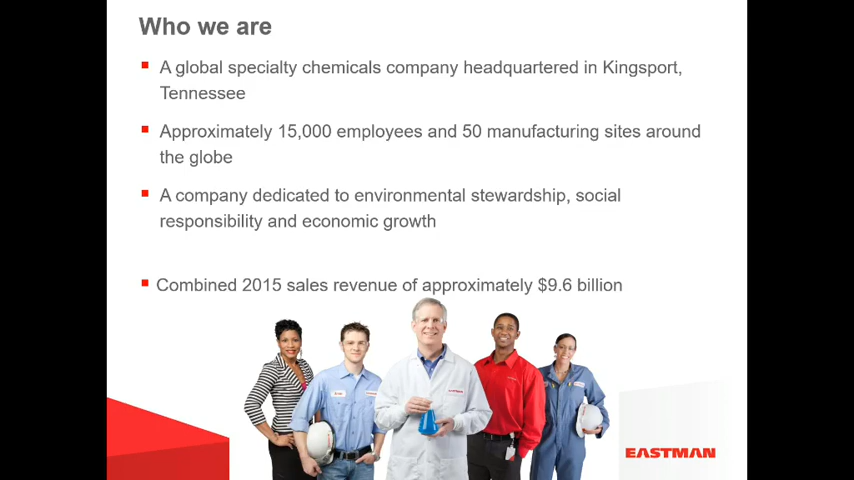 Who we are
A global specialty chemicals company headquartered in Kingsport,
Tennessee
Approximately 15,000 employees and 50 manufacturing sites around
the globe
A company dedicated to environmental stewardship, social
responsibility and economic growth
Combined 2015 sales revenue of approximately $9.6 billion
EASTMAN